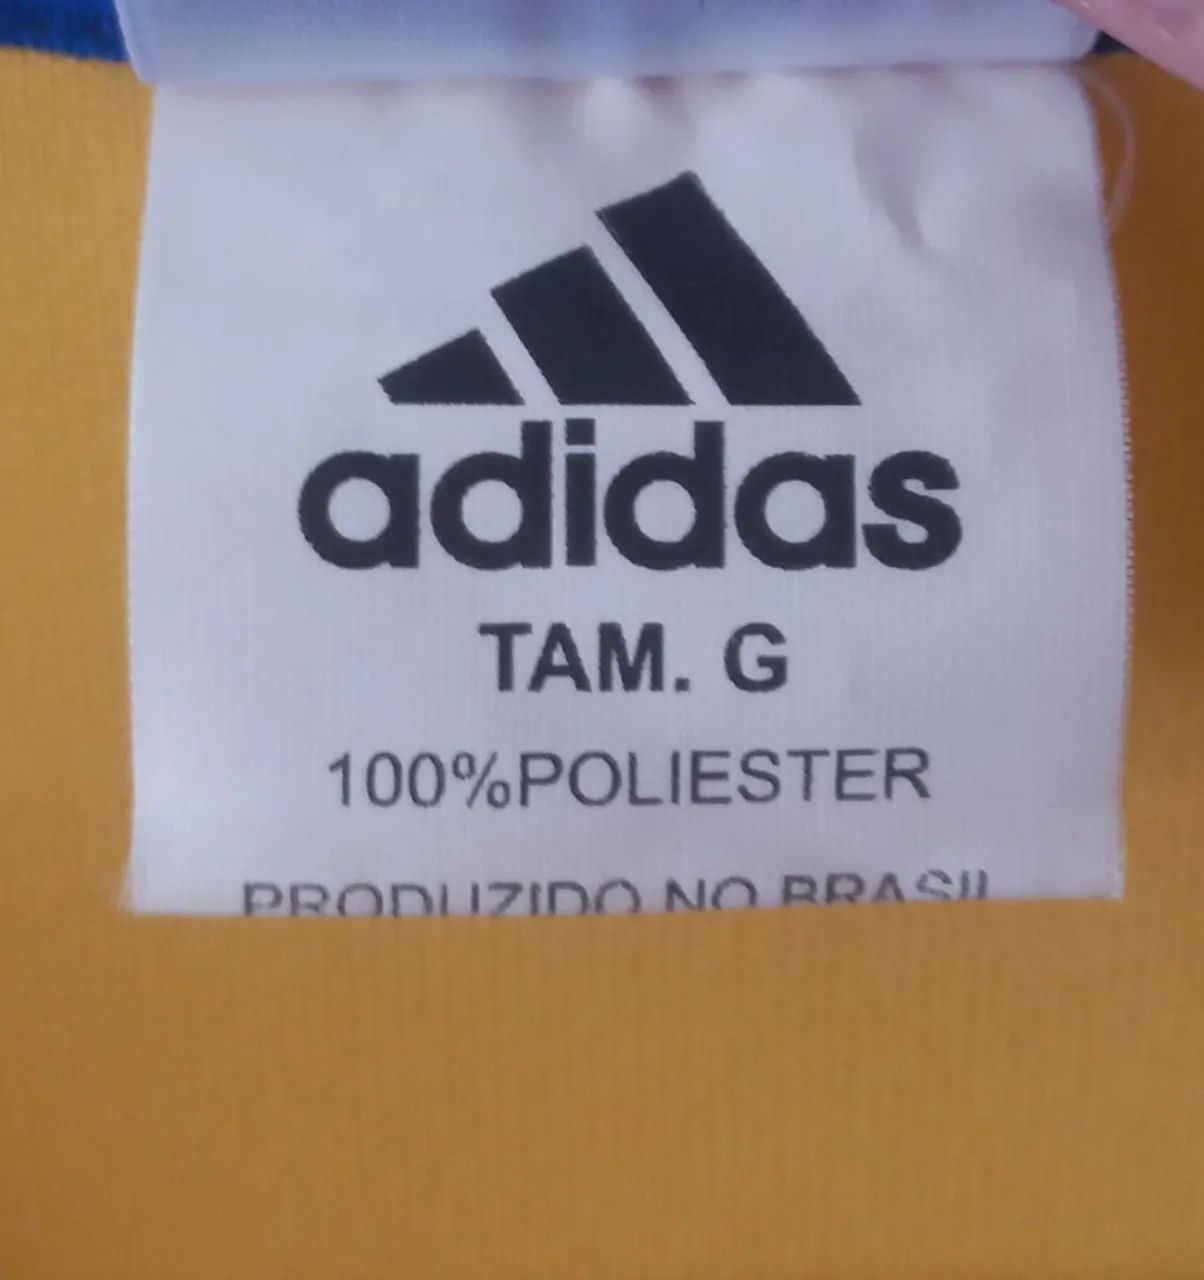 adidas
TAM. G
100%POLIESTER
PRODUZIDO NO BRASIL